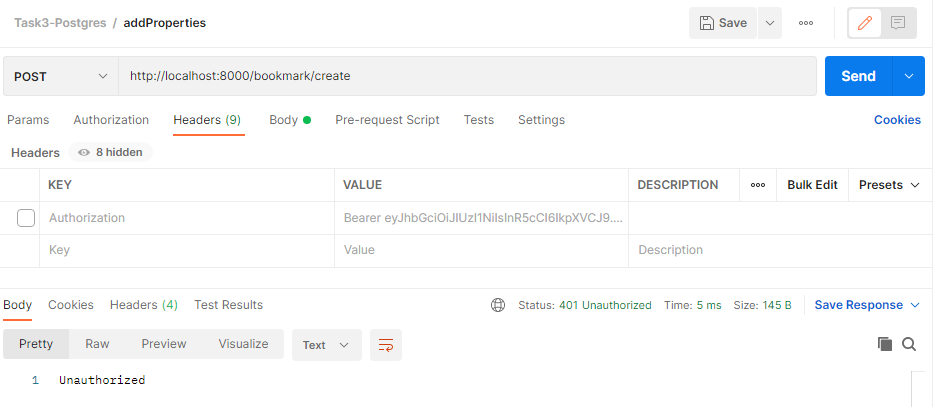 Task3-Postgres / addProperties Save
POST http://localhost:8000/bookmark/create Send
Params Authorization Headers (9) Body Pre-request Script Tests Settings Cookies
Headers 8 hidden
KEY VALUE DESCRIPTION Bulk Edit Presets
Authorization Bearer eyJhbGciOiJIUzI1NiIsInR5cCI6IkpXVCJ9....
Key Value Description
Body Cookies Headers (4) Test Results Status: 401 Unauthorized Time: 5 ms Size: 145 B Save Response
Pretty Raw Preview Visualize Text
1 Unauthorized